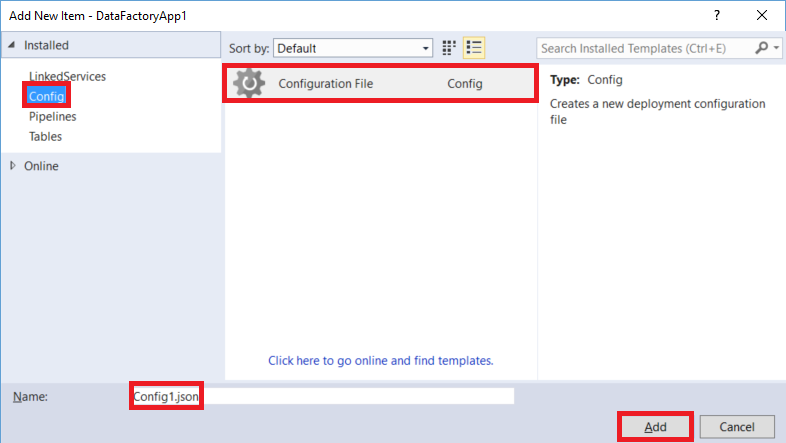 Add New Item - DataFactoryApp1
?
Installed
Sort by: Default
Search Installed Templates (Ctrl+E)
LinkedServices
Config
Pipelines
Tables
Online
Configuration File Config
Type: Config
Creates a new deployment configuration
file
Click here to go online and find templates.
Name: Config1.json
Add Cancel